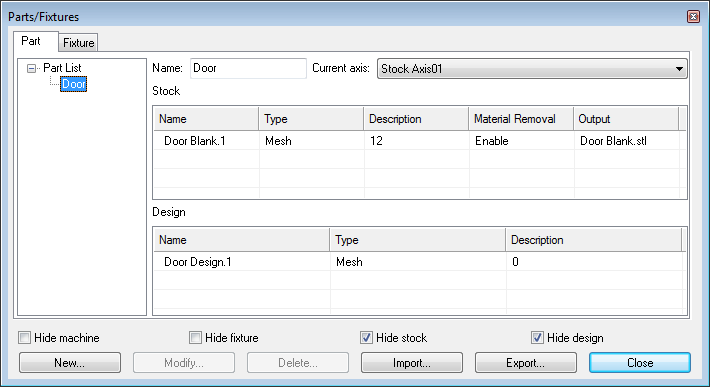 Parts/Fixtures
Part Fixture
Part List
Door
Name: Door Current axis: Stock Axis01
Stock
Name Type Description Material Removal Output
Door Blank.1 Mesh 12 Enable Door Blank.stl
Design
Name Type Description
Door Design.1 Mesh 0
Hide machine Hide fixture Hide stock Hide design
New... Modify... Delete... Import... Export... Close